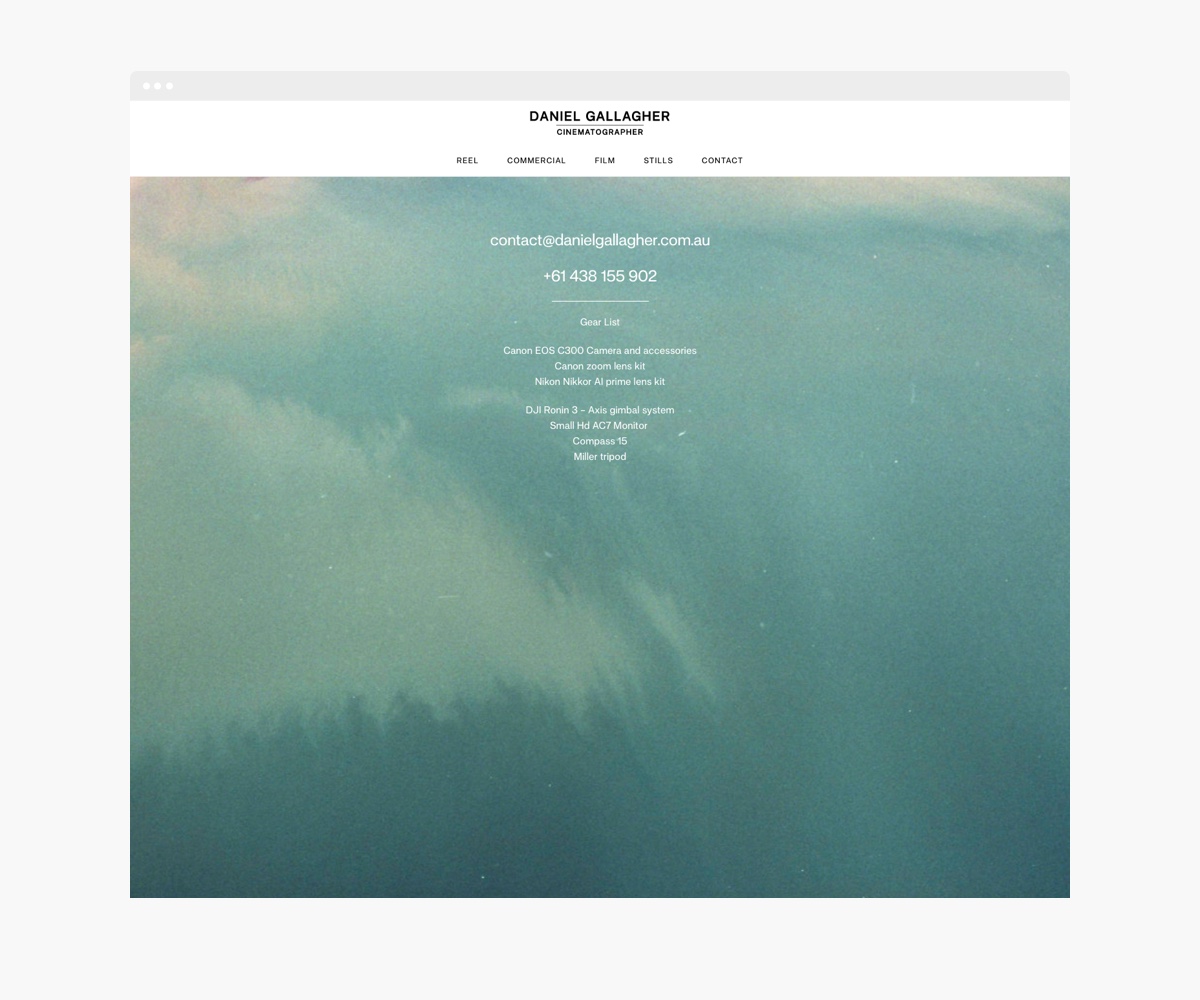 DANIEL GALLAGHER
CINEMATOGRAPHER
REEL COMMERCIAL FILM STILLS CONTACT
contact@danielgallagher.com.au
+61 438 155 902
Gear List
Canon EOS C300 Camera and accessories
Canon zoom lens kit
Nikon Nikkor AI prime lens kit
DJI Ronin 3 – Axis gimbal system
Small Hd AC7 Monitor
Compass 15
Miller tripod